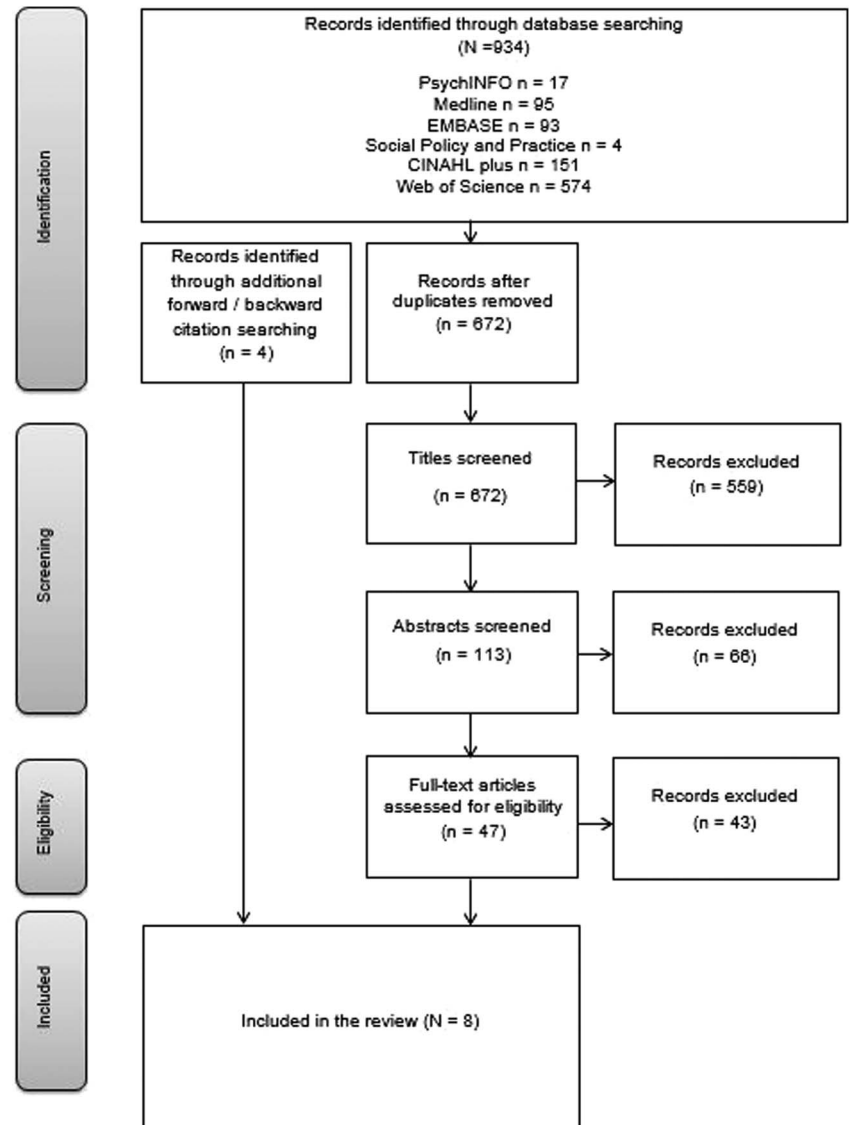 Records identified through database searching
(N =934)
PsychINFO n = 17
Medline n = 95
EMBASE n = 93
Social Policy and Practice n = 4
CINAHL plus n = 151
Web of Science n = 574
Identification
Records identified
through additional
forward / backward
citation searching
(n = 4)
Records after
duplicates removed
(n = 672)
Screening
Titles screened
(n = 672)
Records excluded
(n = 559)
Abstracts screened
(n = 113)
Records excluded
(n = 66)
Eligibility
Full-text articles
assessed for eligibility
(n = 47)
Records excluded
(n = 43)
Included
Included in the review (N = 8)